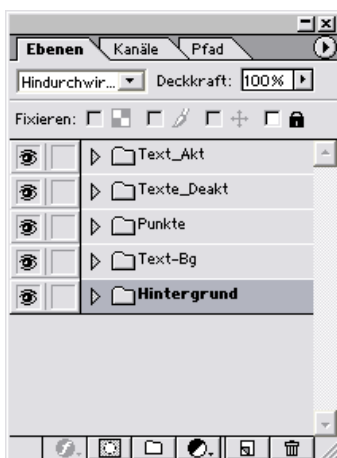 Ebenen Kanäle Pfad
Hindurchwir... Deckkraft: 100%
Fixieren:
Text_Akt
Texte_Deakt
Punkte
Text-Bg
Hintergrund